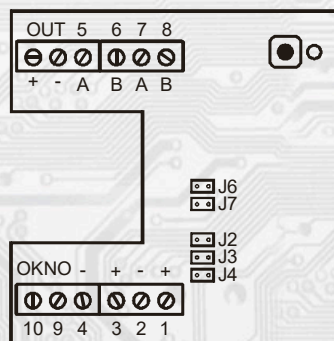 OUT 5 6 7 8
+ - A B A B
J6
J7
J2
J3
J4
OKNO - + - +
10 9 4 3 2 1